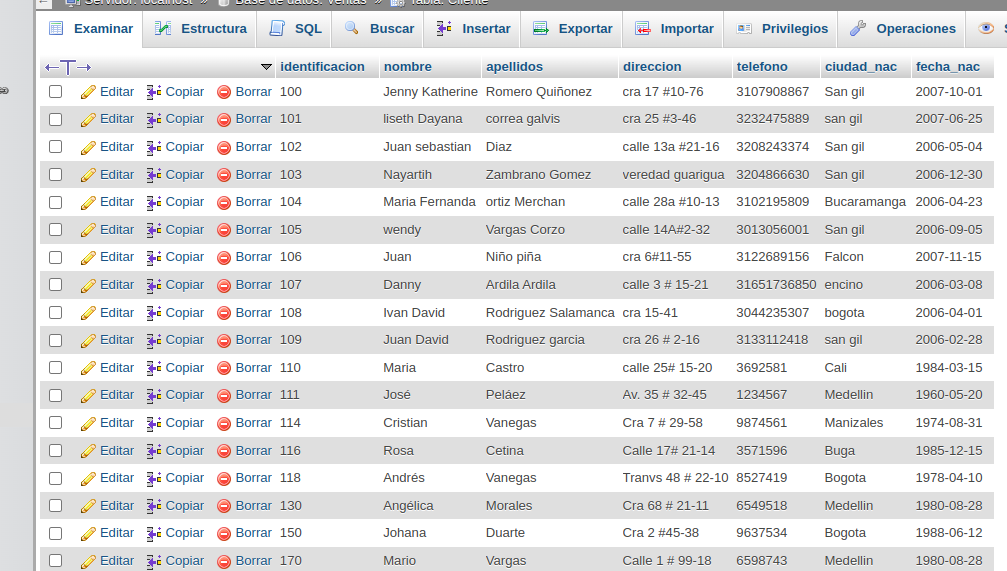 Servidor: localhost » Base de datos: ventas » Tabla: Cliente
Examinar Estructura SQL Buscar Insertar Exportar Importar Privilegios Operaciones
identificacion nombre apellidos direccion telefono ciudad_nac fecha_nac
Editar Copiar Borrar 100 Jenny Katherine Romero Quiñonez cra 17 #10-76 3107908867 San gil 2007-10-01
Editar Copiar Borrar 101 liseth Dayana correa galvis cra 25 #3-46 3232475889 san gil 2007-06-25
Editar Copiar Borrar 102 Juan sebastian Diaz calle 13a #21-16 3208243374 San gil 2006-05-04
Editar Copiar Borrar 103 Nayartih Zambrano Gomez veredad guarigua 3204866630 San gil 2006-12-30
Editar Copiar Borrar 104 Maria Fernanda ortiz Merchan calle 28a #10-13 3102195809 Bucaramanga 2006-04-23
Editar Copiar Borrar 105 wendy Vargas Corzo calle 14A#2-32 3013056001 San gil 2006-09-05
Editar Copiar Borrar 106 Juan Niño piña cra 6#11-55 3122689156 Falcon 2007-11-15
Editar Copiar Borrar 107 Danny Ardila Ardila calle 3 # 15-21 31651736850 encino 2006-03-08
Editar Copiar Borrar 108 Ivan David Rodriguez Salamanca cra 15-41 3044235307 bogota 2006-04-01
Editar Copiar Borrar 109 Juan David Rodriguez garcia cra 26 # 2-16 3133112418 san gil 2006-02-28
Editar Copiar Borrar 110 Maria Castro calle 25# 15-20 3692581 Cali 1984-03-15
Editar Copiar Borrar 111 José Peláez Av. 35 # 32-45 1234567 Medellin 1960-05-20
Editar Copiar Borrar 114 Cristian Vanegas Cra 7 # 29-58 9874561 Manizales 1974-08-31
Editar Copiar Borrar 116 Rosa Cetina Calle 17# 21-14 3571596 Buga 1985-12-15
Editar Copiar Borrar 118 Andrés Vanegas Tranvs 48 # 22-10 8527419 Bogota 1978-04-10
Editar Copiar Borrar 130 Angélica Morales Cra 68 # 21-11 6549518 Medellin 1980-08-28
Editar Copiar Borrar 150 Johana Duarte Cra 2 #45-38 9637534 Bogota 1988-06-12
Editar Copiar Borrar 170 Mario Vargas Calle 1 # 99-18 6598743 Medellin 1980-08-28